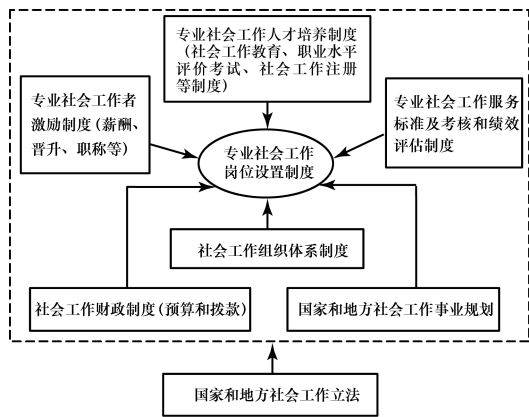 专业社会工作人才培养制度
（社会工作教育、职业水平
评价考试、社会工作注册
等制度）
专业社会工作者
激励制度（薪酬、
晋升、职称等）
专业社会工作服务
标准及考核和绩效
评估制度
专业社会工作
岗位设置制度
社会工作组织体系制度
社会工作财政制度（预算和拨款）
国家和地方社会工作事业规划
国家和地方社会工作立法